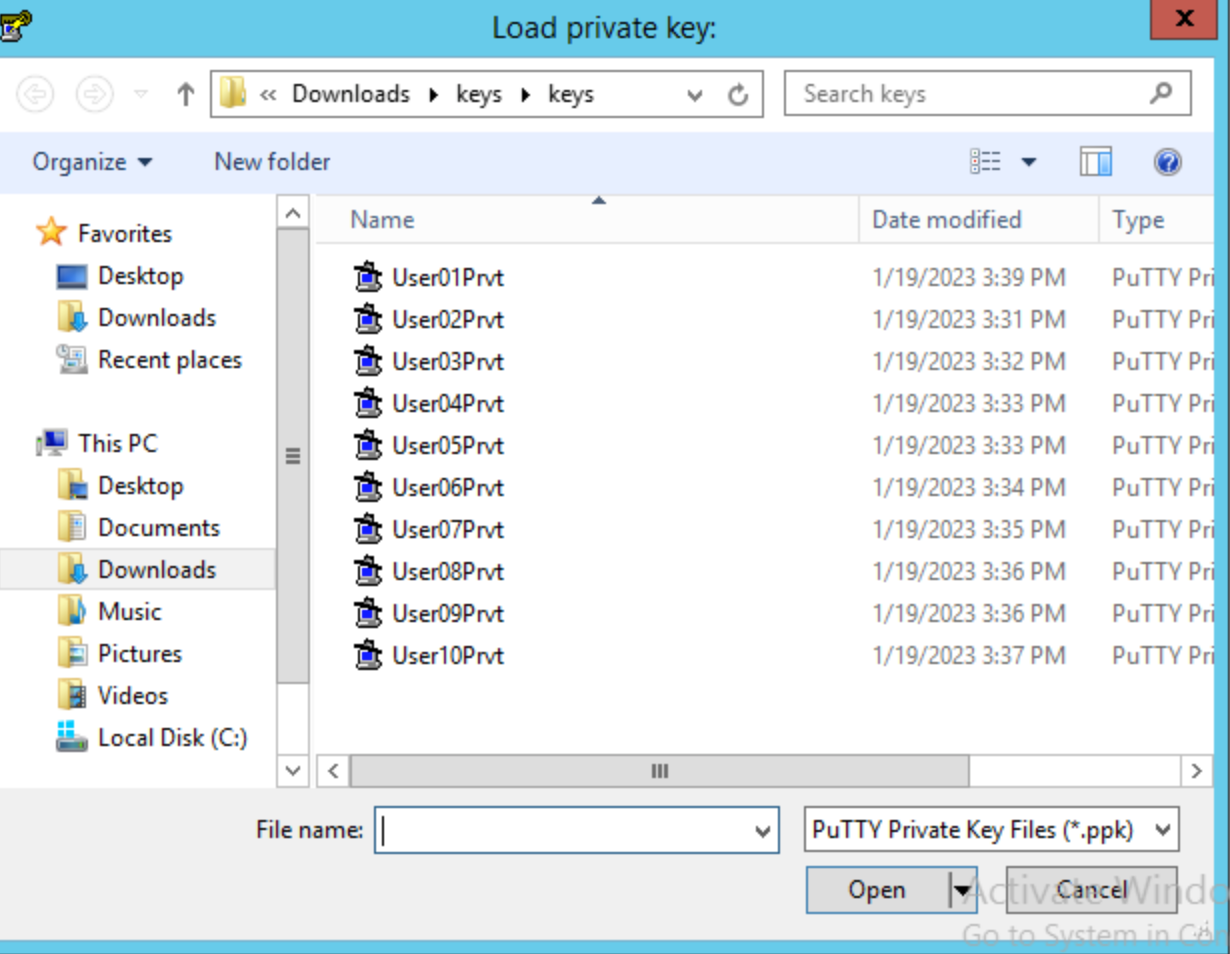 Load private key:
x
« Downloads keys keys
Search keys
Organize New folder
Name Date modified Type
Favorites
Desktop
Downloads
Recent places
This PC
Desktop
Documents
Downloads
Music
Pictures
Videos
Local Disk (C:)
User01Prvt 1/19/2023 3:39 PM PuTTY Pri
User02Prvt 1/19/2023 3:31 PM PuTTY Pri
User03Prvt 1/19/2023 3:32 PM PuTTY Pri
User04Prvt 1/19/2023 3:33 PM PuTTY Pri
User05Prvt 1/19/2023 3:33 PM PuTTY Pri
User06Prvt 1/19/2023 3:34 PM PuTTY Pri
User07Prvt 1/19/2023 3:35 PM PuTTY Pri
User08Prvt 1/19/2023 3:36 PM PuTTY Pri
User09Prvt 1/19/2023 3:36 PM PuTTY Pri
User10Prvt 1/19/2023 3:37 PM PuTTY Pri
File name:
PuTTY Private Key Files (*.ppk)
Open
Cancel
Activate Windo
Go to System in Con